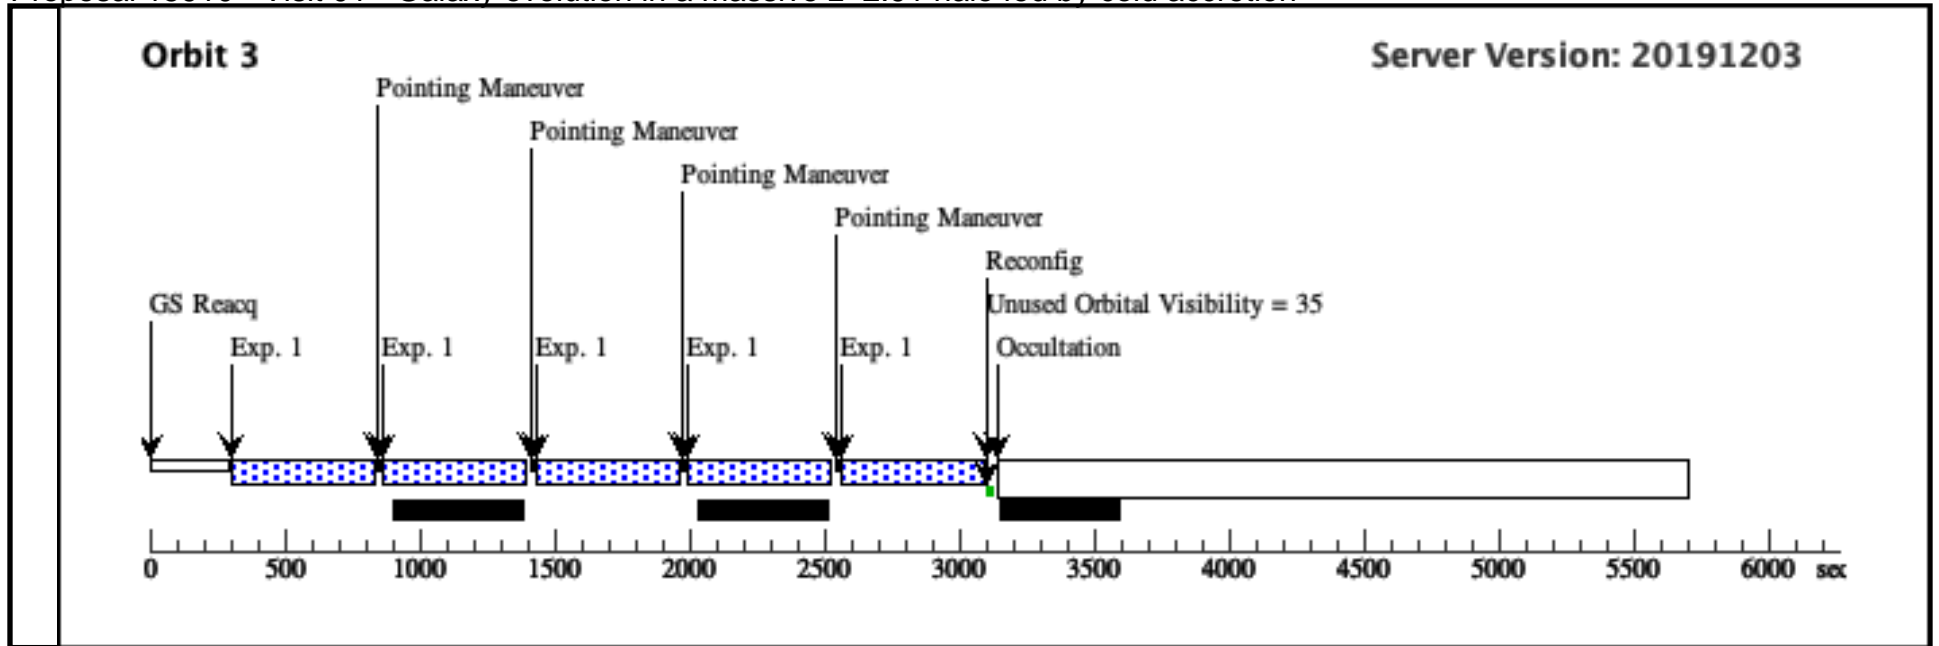 Orbit 3
Server Version: 20191203
Pointing Maneuver
Pointing Maneuver
Pointing Maneuver
Pointing Maneuver
Reconfig
GS Reacq
Unused Orbital Visibility = 35
Exp. 1
Exp. 1
Exp. 1
Exp. 1
Exp. 1
Occultation
0 500 1000 1500 2000 2500 3000 3500 4000 4500 5000 5500 6000 sec